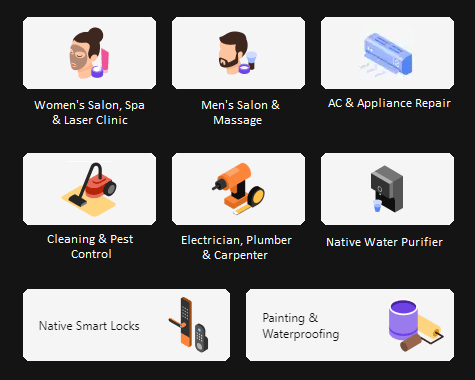 Women's Salon, Spa
& Laser Clinic
Men's Salon &
Massage
AC & Appliance Repair
Cleaning & Pest
Control
Electrician, Plumber
& Carpenter
Native Water Purifier
Native Smart Locks
Painting &
Waterproofing